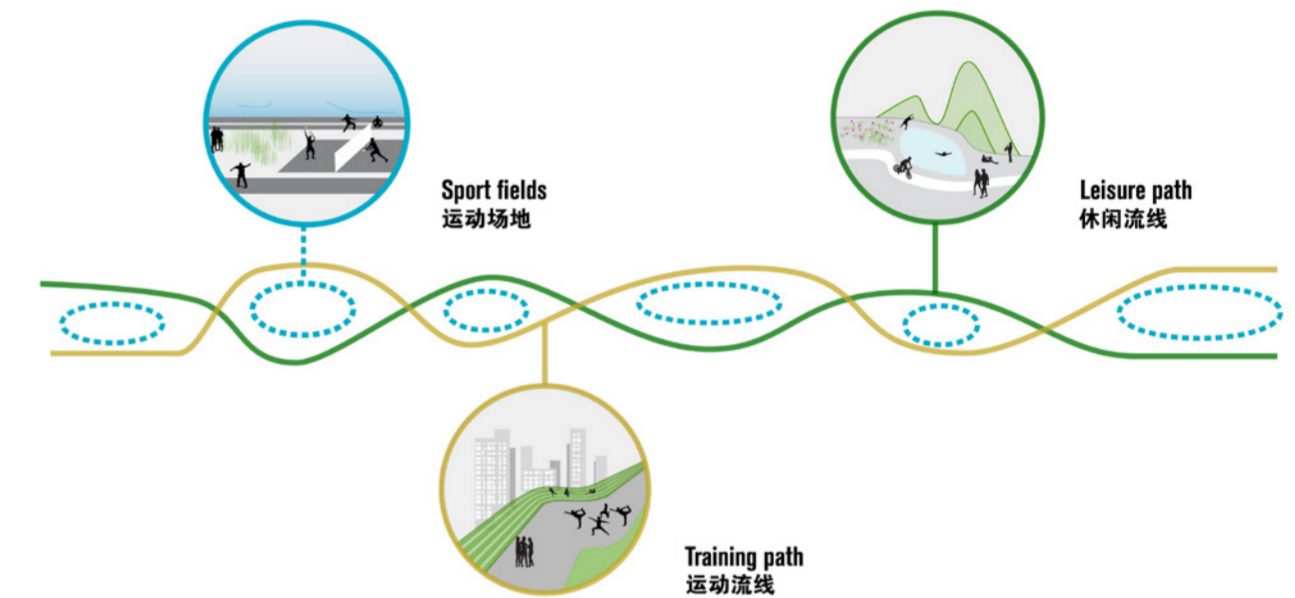 Sport fields
运动场地
Leisure path
休闲流线
Training path
运动流线